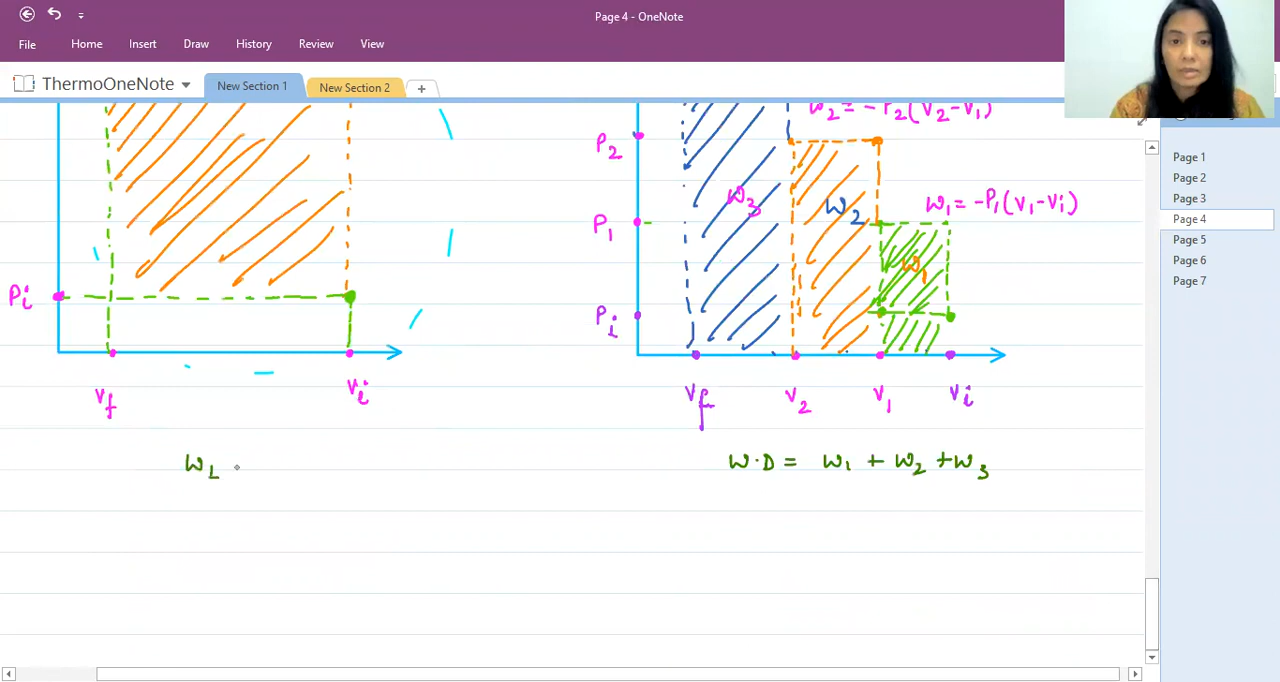 Page 4 - OneNote
File Home Insert Draw History Review View
ThermoOneNote New Section 1 New Section 2 +
Page 1
Page 2
Page 3
Page 4
Page 5
Page 6
Page 7
Pi
Vf Vi
W2 = -P2(V2-V1)
P2
W3 W2 W1 = -P1(V1-Vi)
P1
W1
Pi
Vf V2 V1 Vi
WL
W.D = W1 + W2 + W3